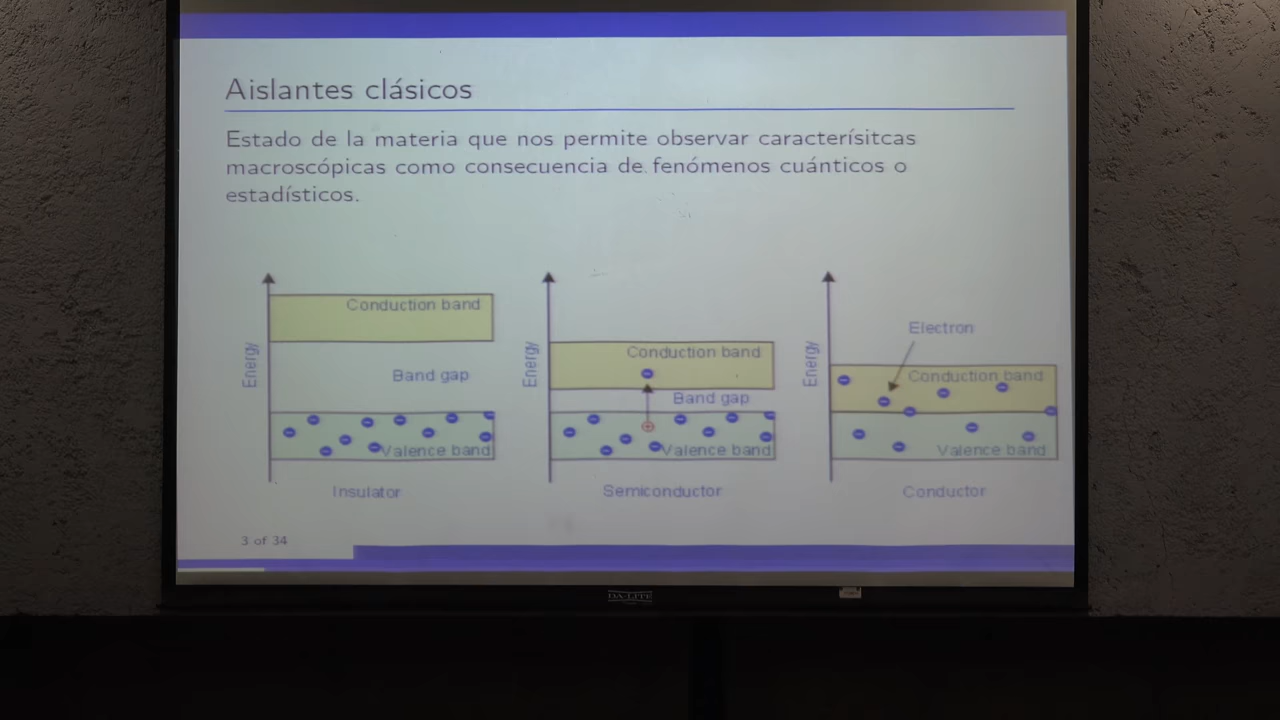 Aislantes clásicos
Estado de la materia que nos permite observar caracterísitcas
macroscópicas como consecuencia de fenómenos cuánticos o
estadísticos.
Energy
Conduction band
Band gap
Valence band
Insulator
Energy
Conduction band
Band gap
Valence band
Semiconductor
Energy
Electron
Conduction band
Valence band
Conductor
3 of 34
DA-LITE